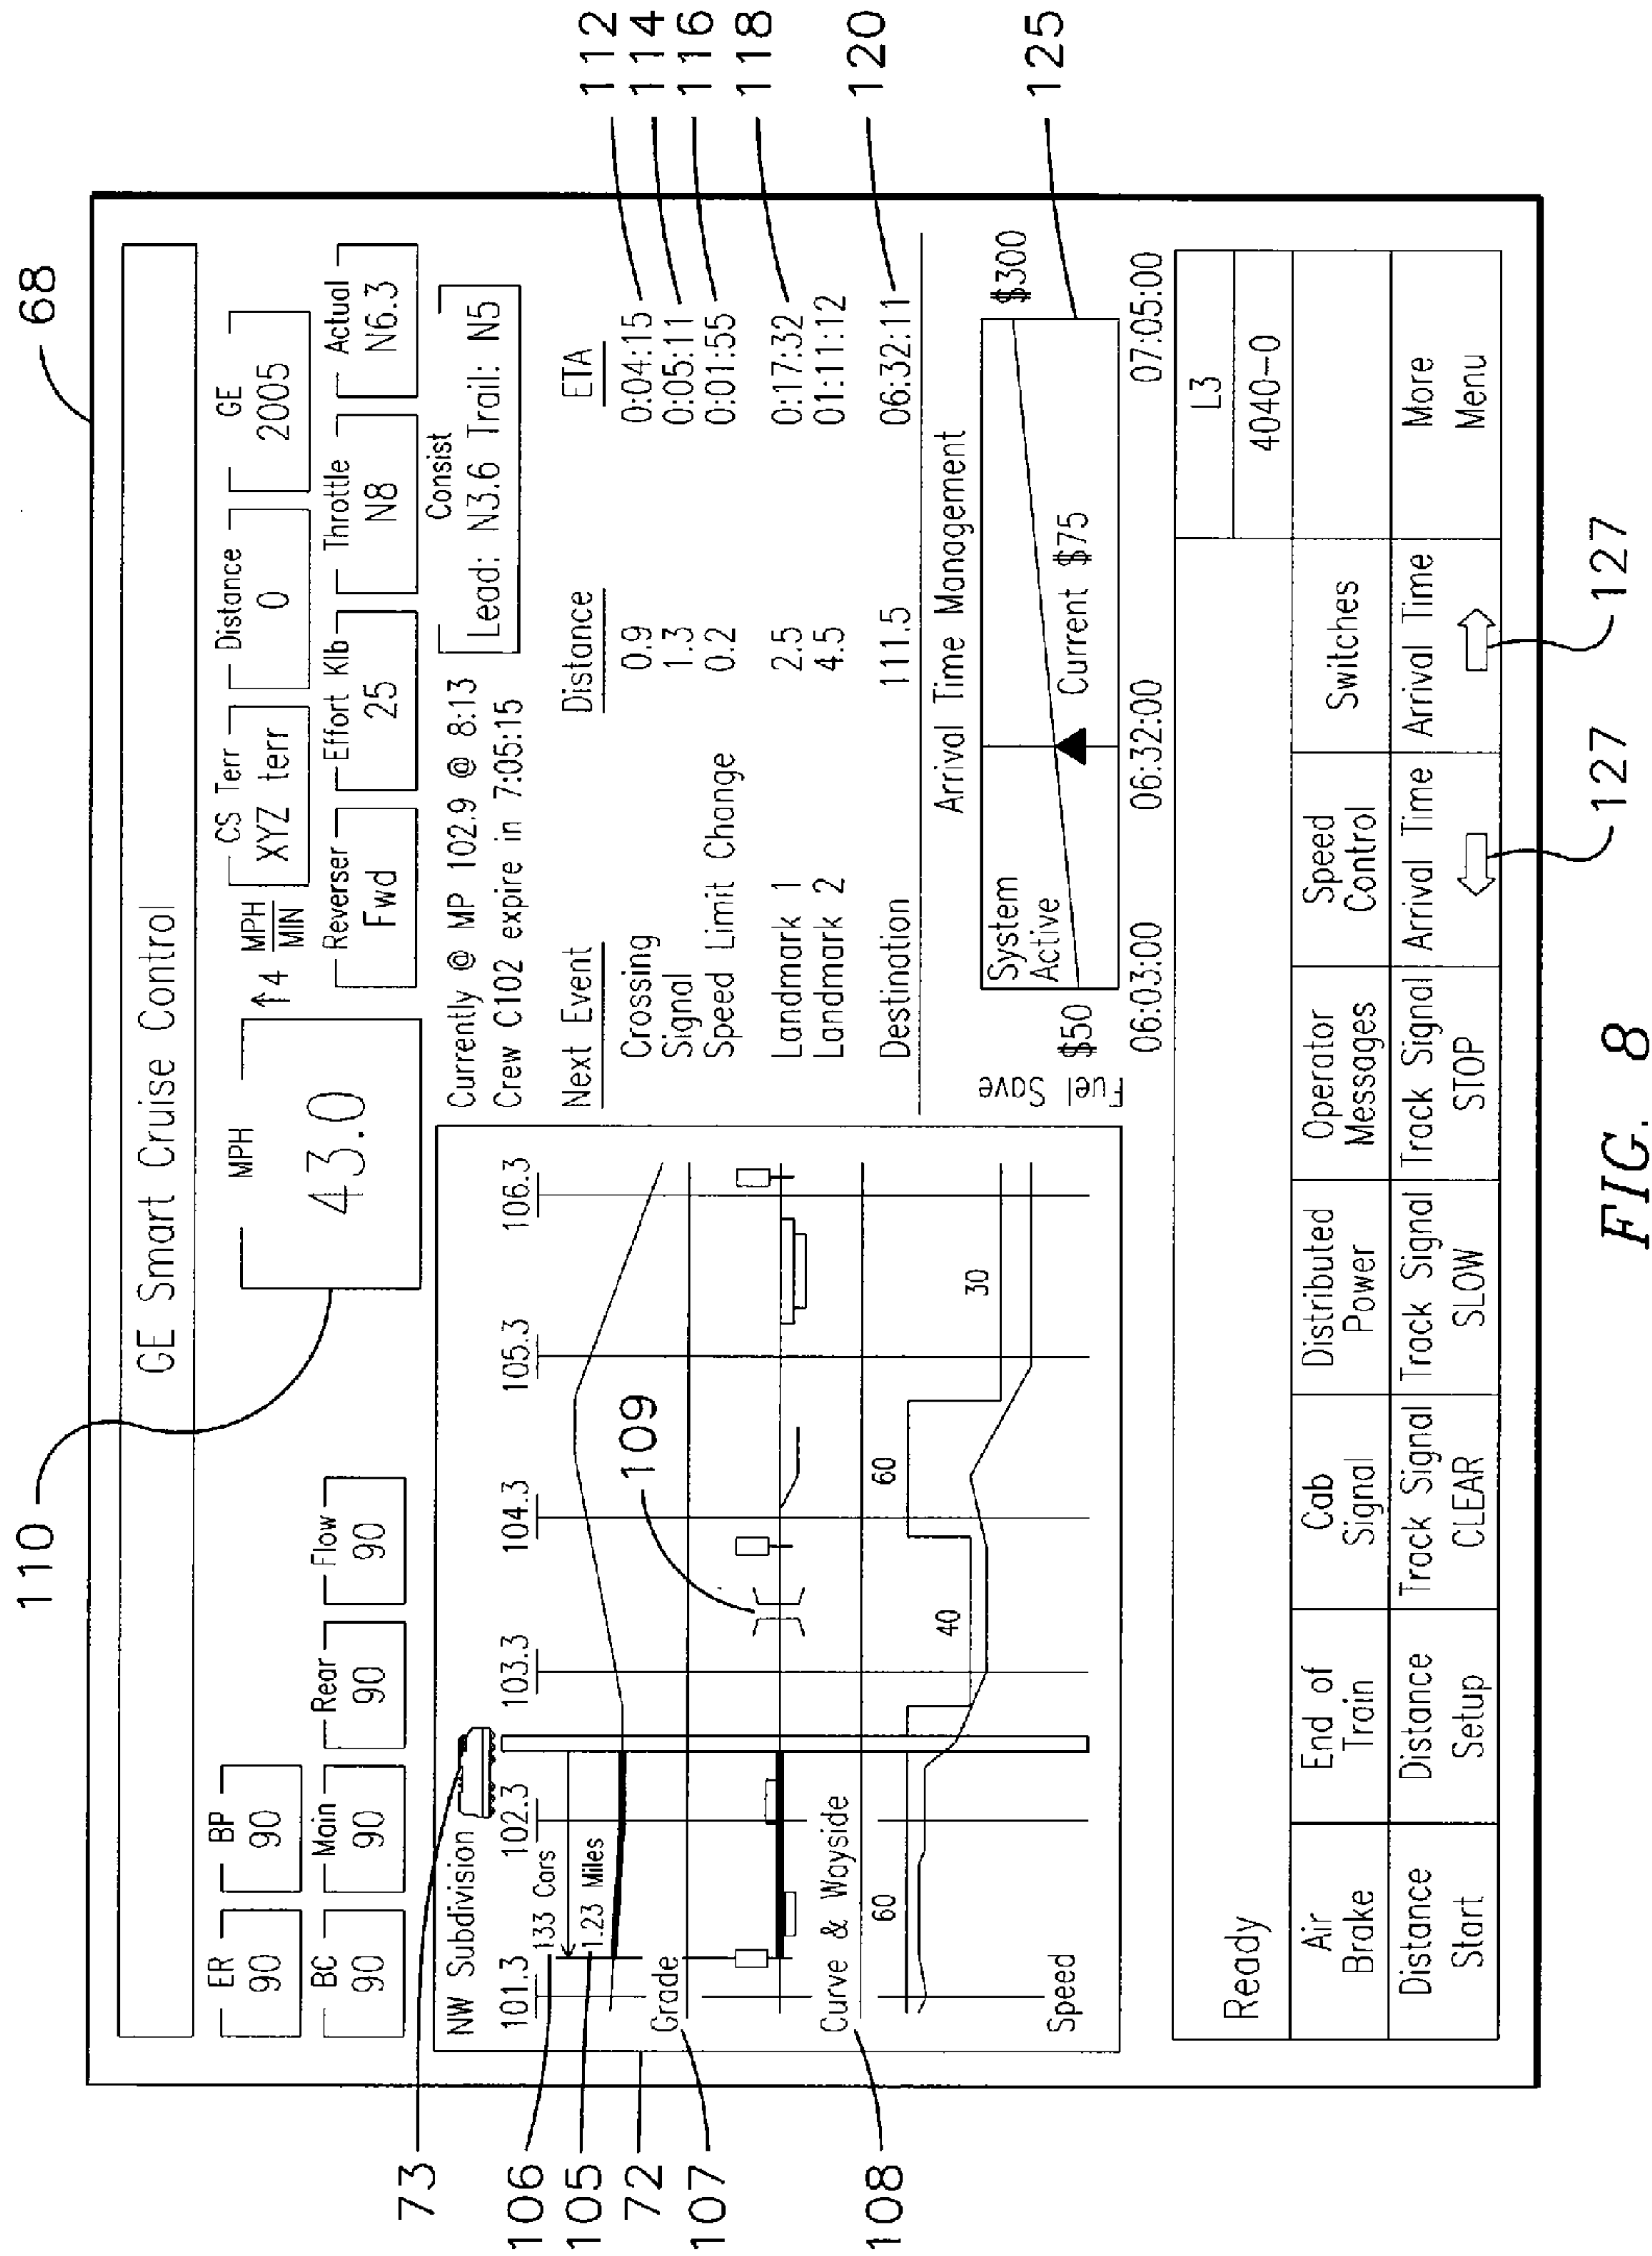 110
68
GE Smart Cruise Control
ER 90
BP 90
BC 90
Main 90
Rear 90
Flow 90
MPH
43.0
↑4 MPH/MIN
CS Terr
XYZ terr
Distance
0
GE
2005
Reverser
Fwd
Effort Klb
25
Throttle
N8
Actual
N6.3
Currently @ MP 102.9 @ 8:13
Crew C102 expire in 7:05:15
Consist
Lead: N3.6 Trail: N5
73
106
105
72
107
108
NW Subdivision
101.3 102.3 103.3 104.3 105.3 106.3
133 Cars
1.23 Miles
Grade
109
Curve & Wayside
60 40 60 30
Speed
Next Event Distance ETA
Crossing 0.9 0:04:15
Signal 1.3 0:05:11
Speed Limit Change 0.2 0:01:55
Landmark 1 2.5 0:17:32
Landmark 2 4.5 01:11:12
Destination 111.5 06:32:11
112
114
116
118
120
125
Arrival Time Management
Fuel Save
$50
System Active
Current $75
$300
06:03:00 06:32:00 07:05:00
Ready
L3
4040-0
Air Brake
End of Train
Cab Signal
Distributed Power
Operator Messages
Speed Control
Switches
Distance Start
Distance Setup
Track Signal CLEAR
Track Signal SLOW
Track Signal STOP
Arrival Time
Arrival Time
More Menu
127
127
FIG. 8